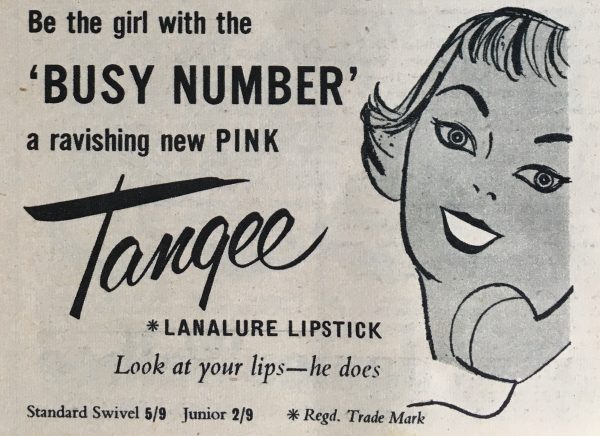 Be the girl with the
'BUSY NUMBER'
a ravishing new PINK
Tangee
*LANALURE LIPSTICK
Look at your lips—he does
Standard Swivel 5/9 Junior 2/9 * Regd. Trade Mark